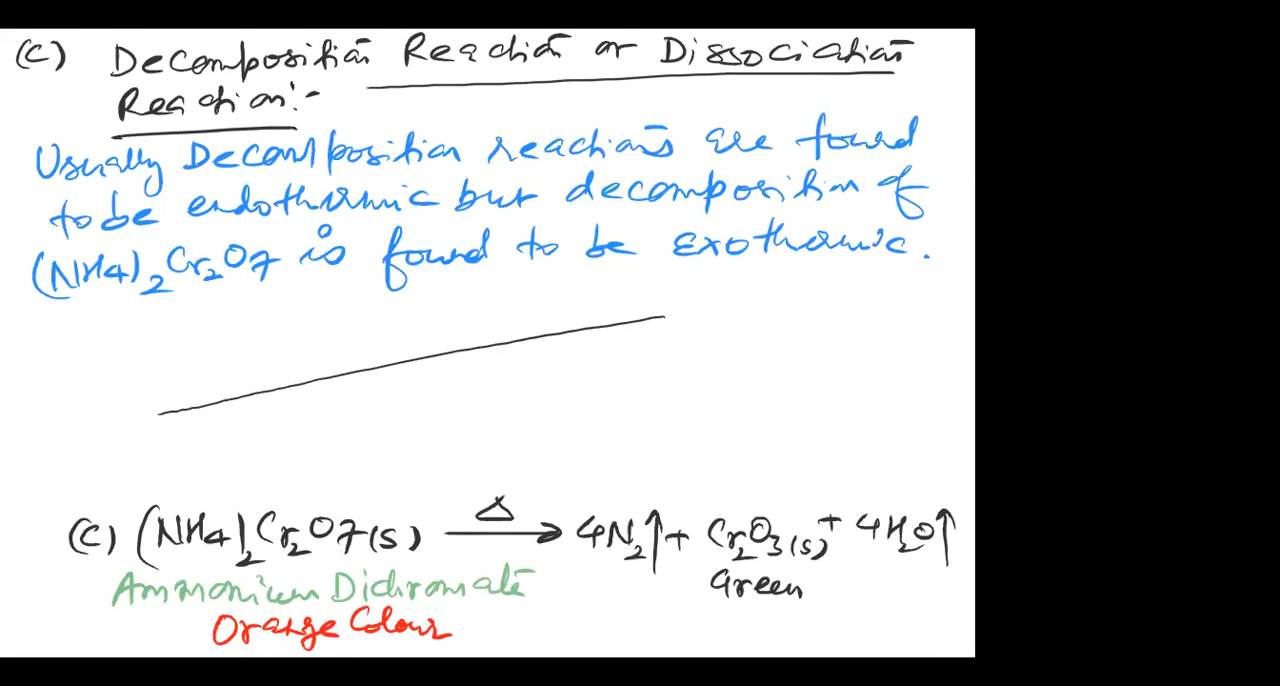 (C) Decomposition Reaction or Dissociation
Reaction:-
Usually Decomposition reactions are found
to be endothermic but decomposition of
(NH4)2Cr2O7 is found to be exothermic.
(C) (NH4)2Cr2O7(s) —Δ→ 4N2↑ + Cr2O3(s) + 4H2O↑
Ammonium Dichromate Green
Orange Colour